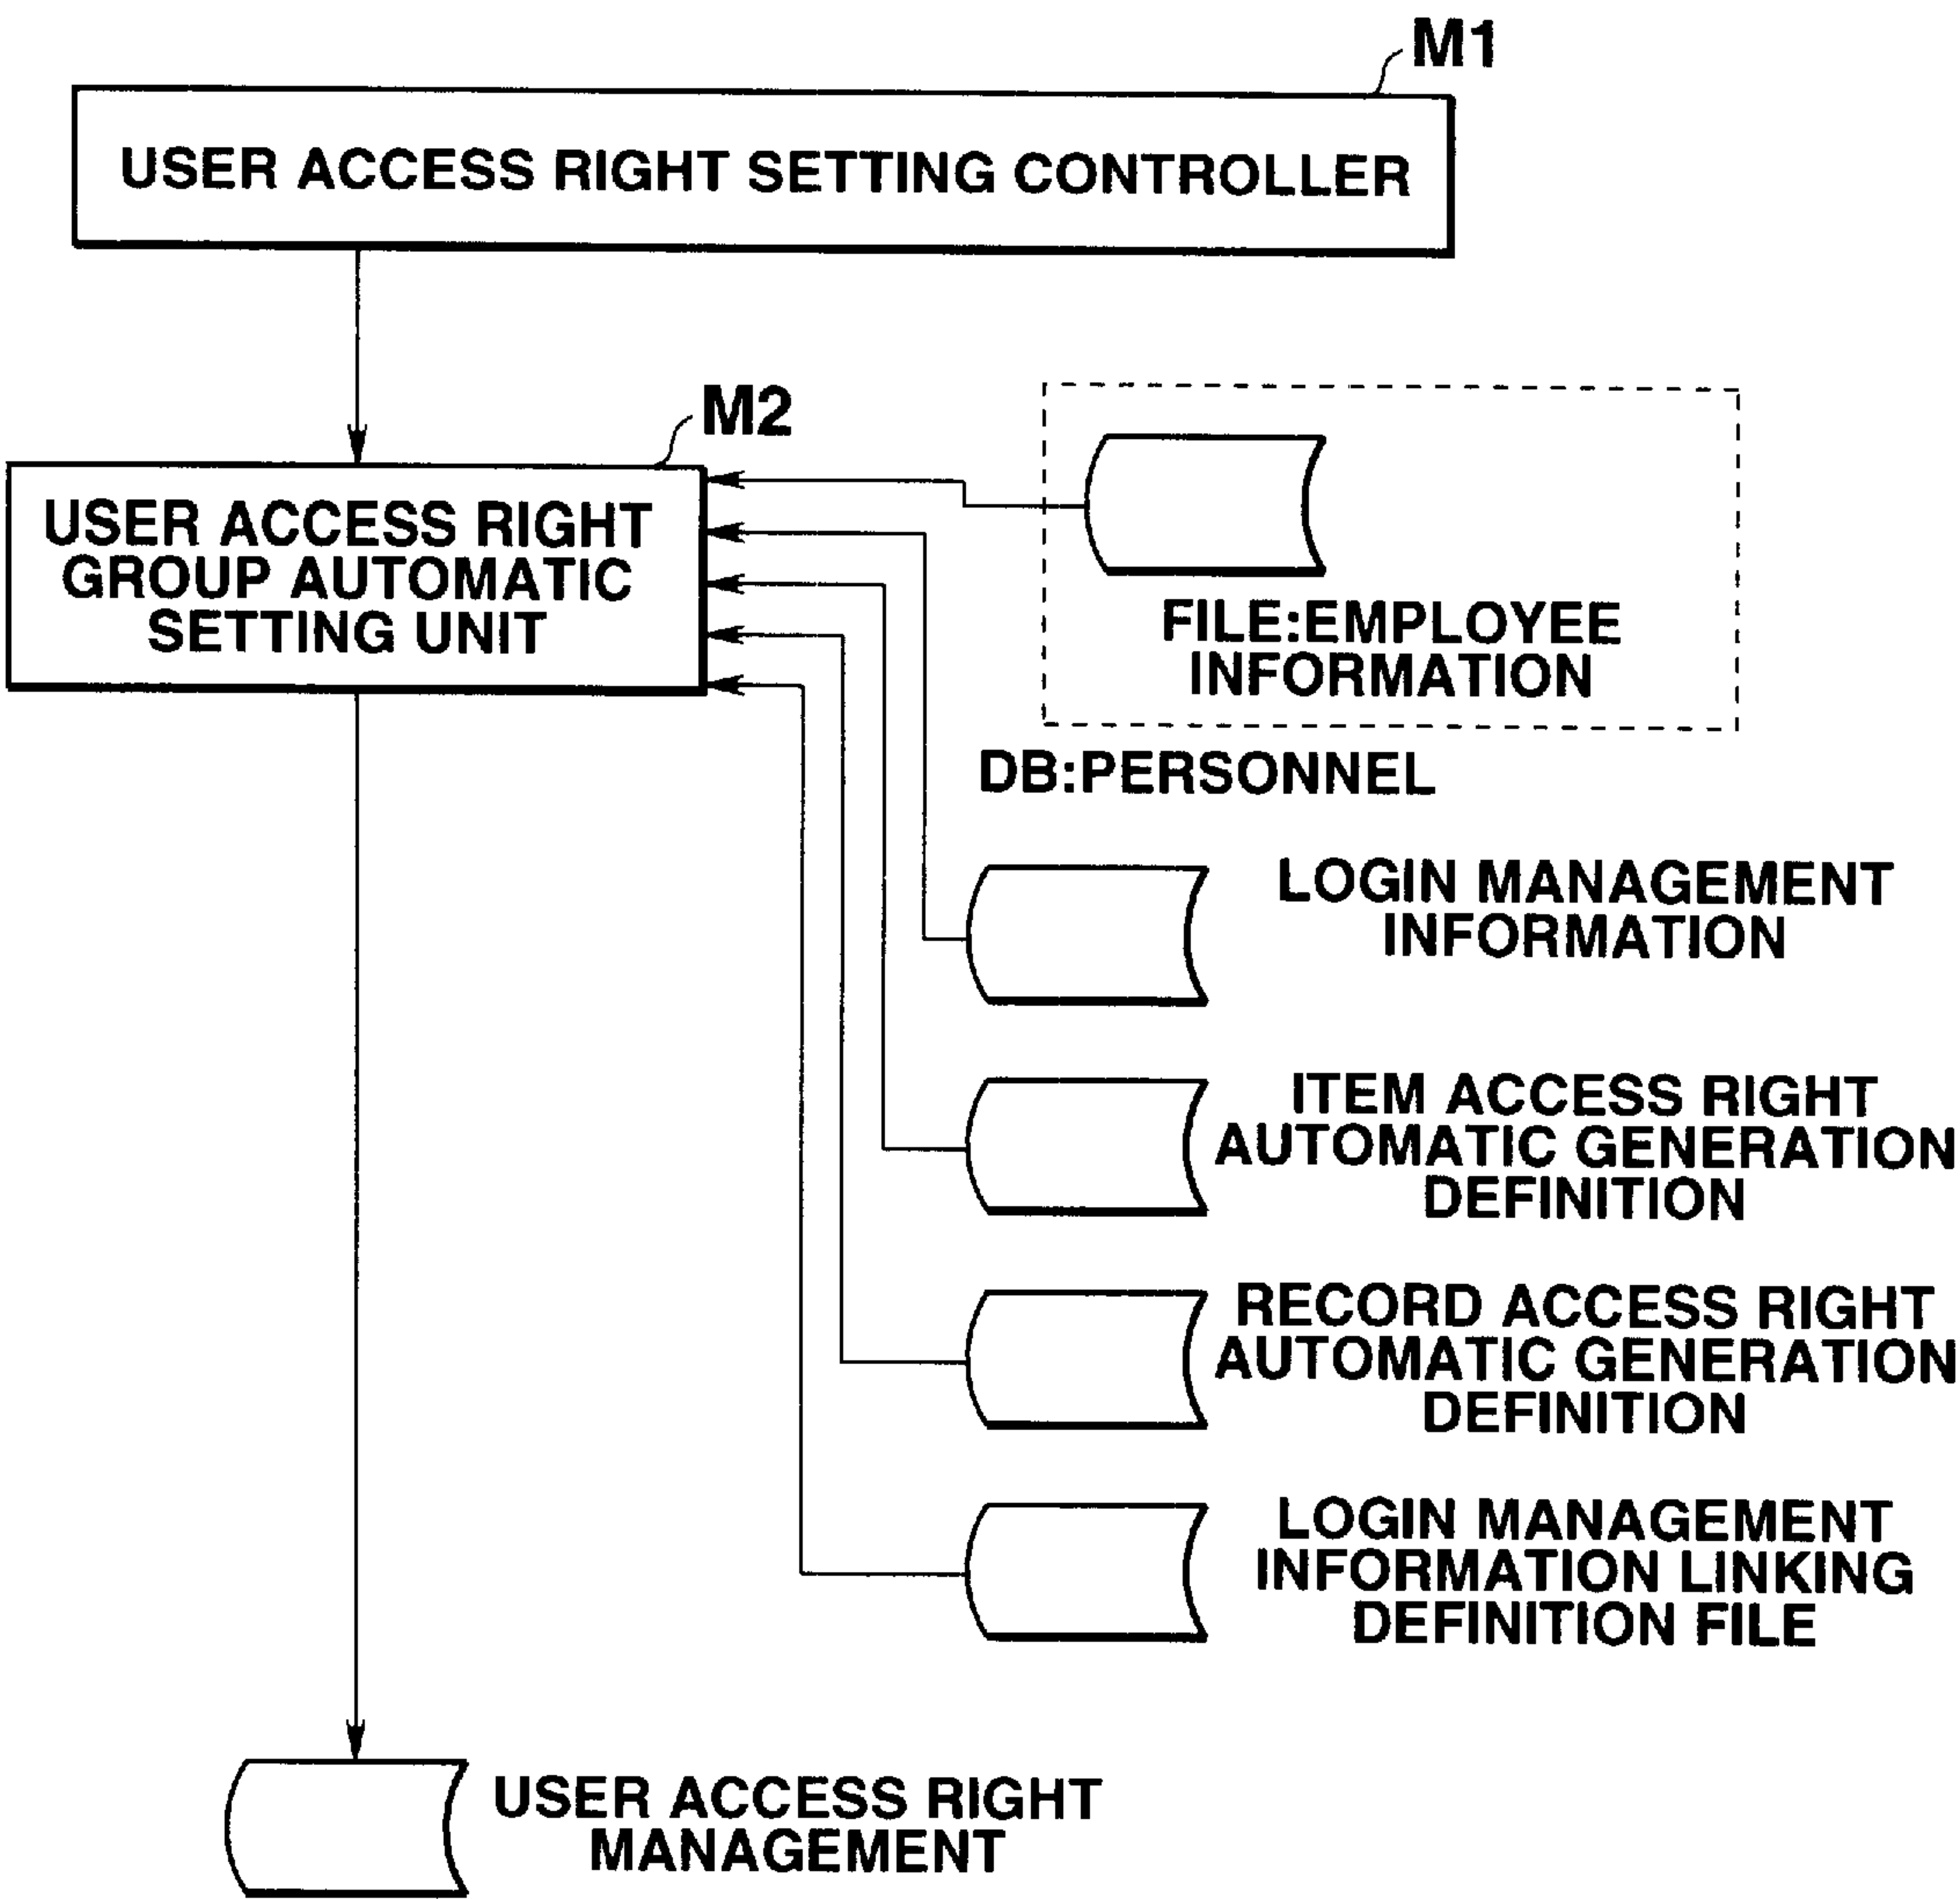 M1
USER ACCESS RIGHT SETTING CONTROLLER
M2
USER ACCESS RIGHT
GROUP AUTOMATIC
SETTING UNIT
FILE:EMPLOYEE
INFORMATION
DB:PERSONNEL
LOGIN MANAGEMENT
INFORMATION
ITEM ACCESS RIGHT
AUTOMATIC GENERATION
DEFINITION
RECORD ACCESS RIGHT
AUTOMATIC GENERATION
DEFINITION
LOGIN MANAGEMENT
INFORMATION LINKING
DEFINITION FILE
USER ACCESS RIGHT
MANAGEMENT